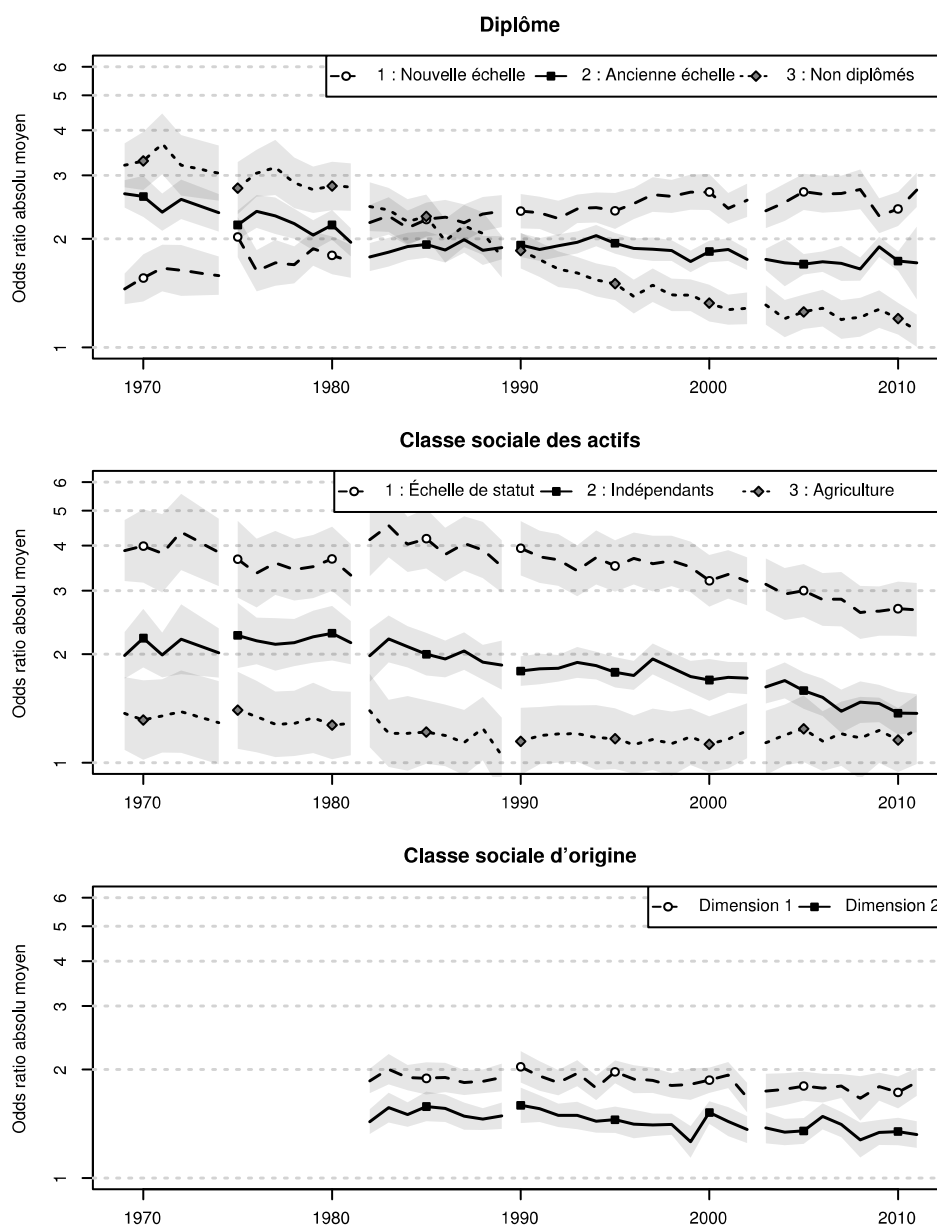 Diplôme
1 : Nouvelle échelle 2 : Ancienne échelle 3 : Non diplômés
Odds ratio absolu moyen
6
5
4
3
2
1
1970 1980 1990 2000 2010
Classe sociale des actifs
1 : Échelle de statut 2 : Indépendants 3 : Agriculture
Odds ratio absolu moyen
6
5
4
3
2
1
1970 1980 1990 2000 2010
Classe sociale d'origine
Dimension 1 Dimension 2
Odds ratio absolu moyen
6
5
4
3
2
1
1970 1980 1990 2000 2010